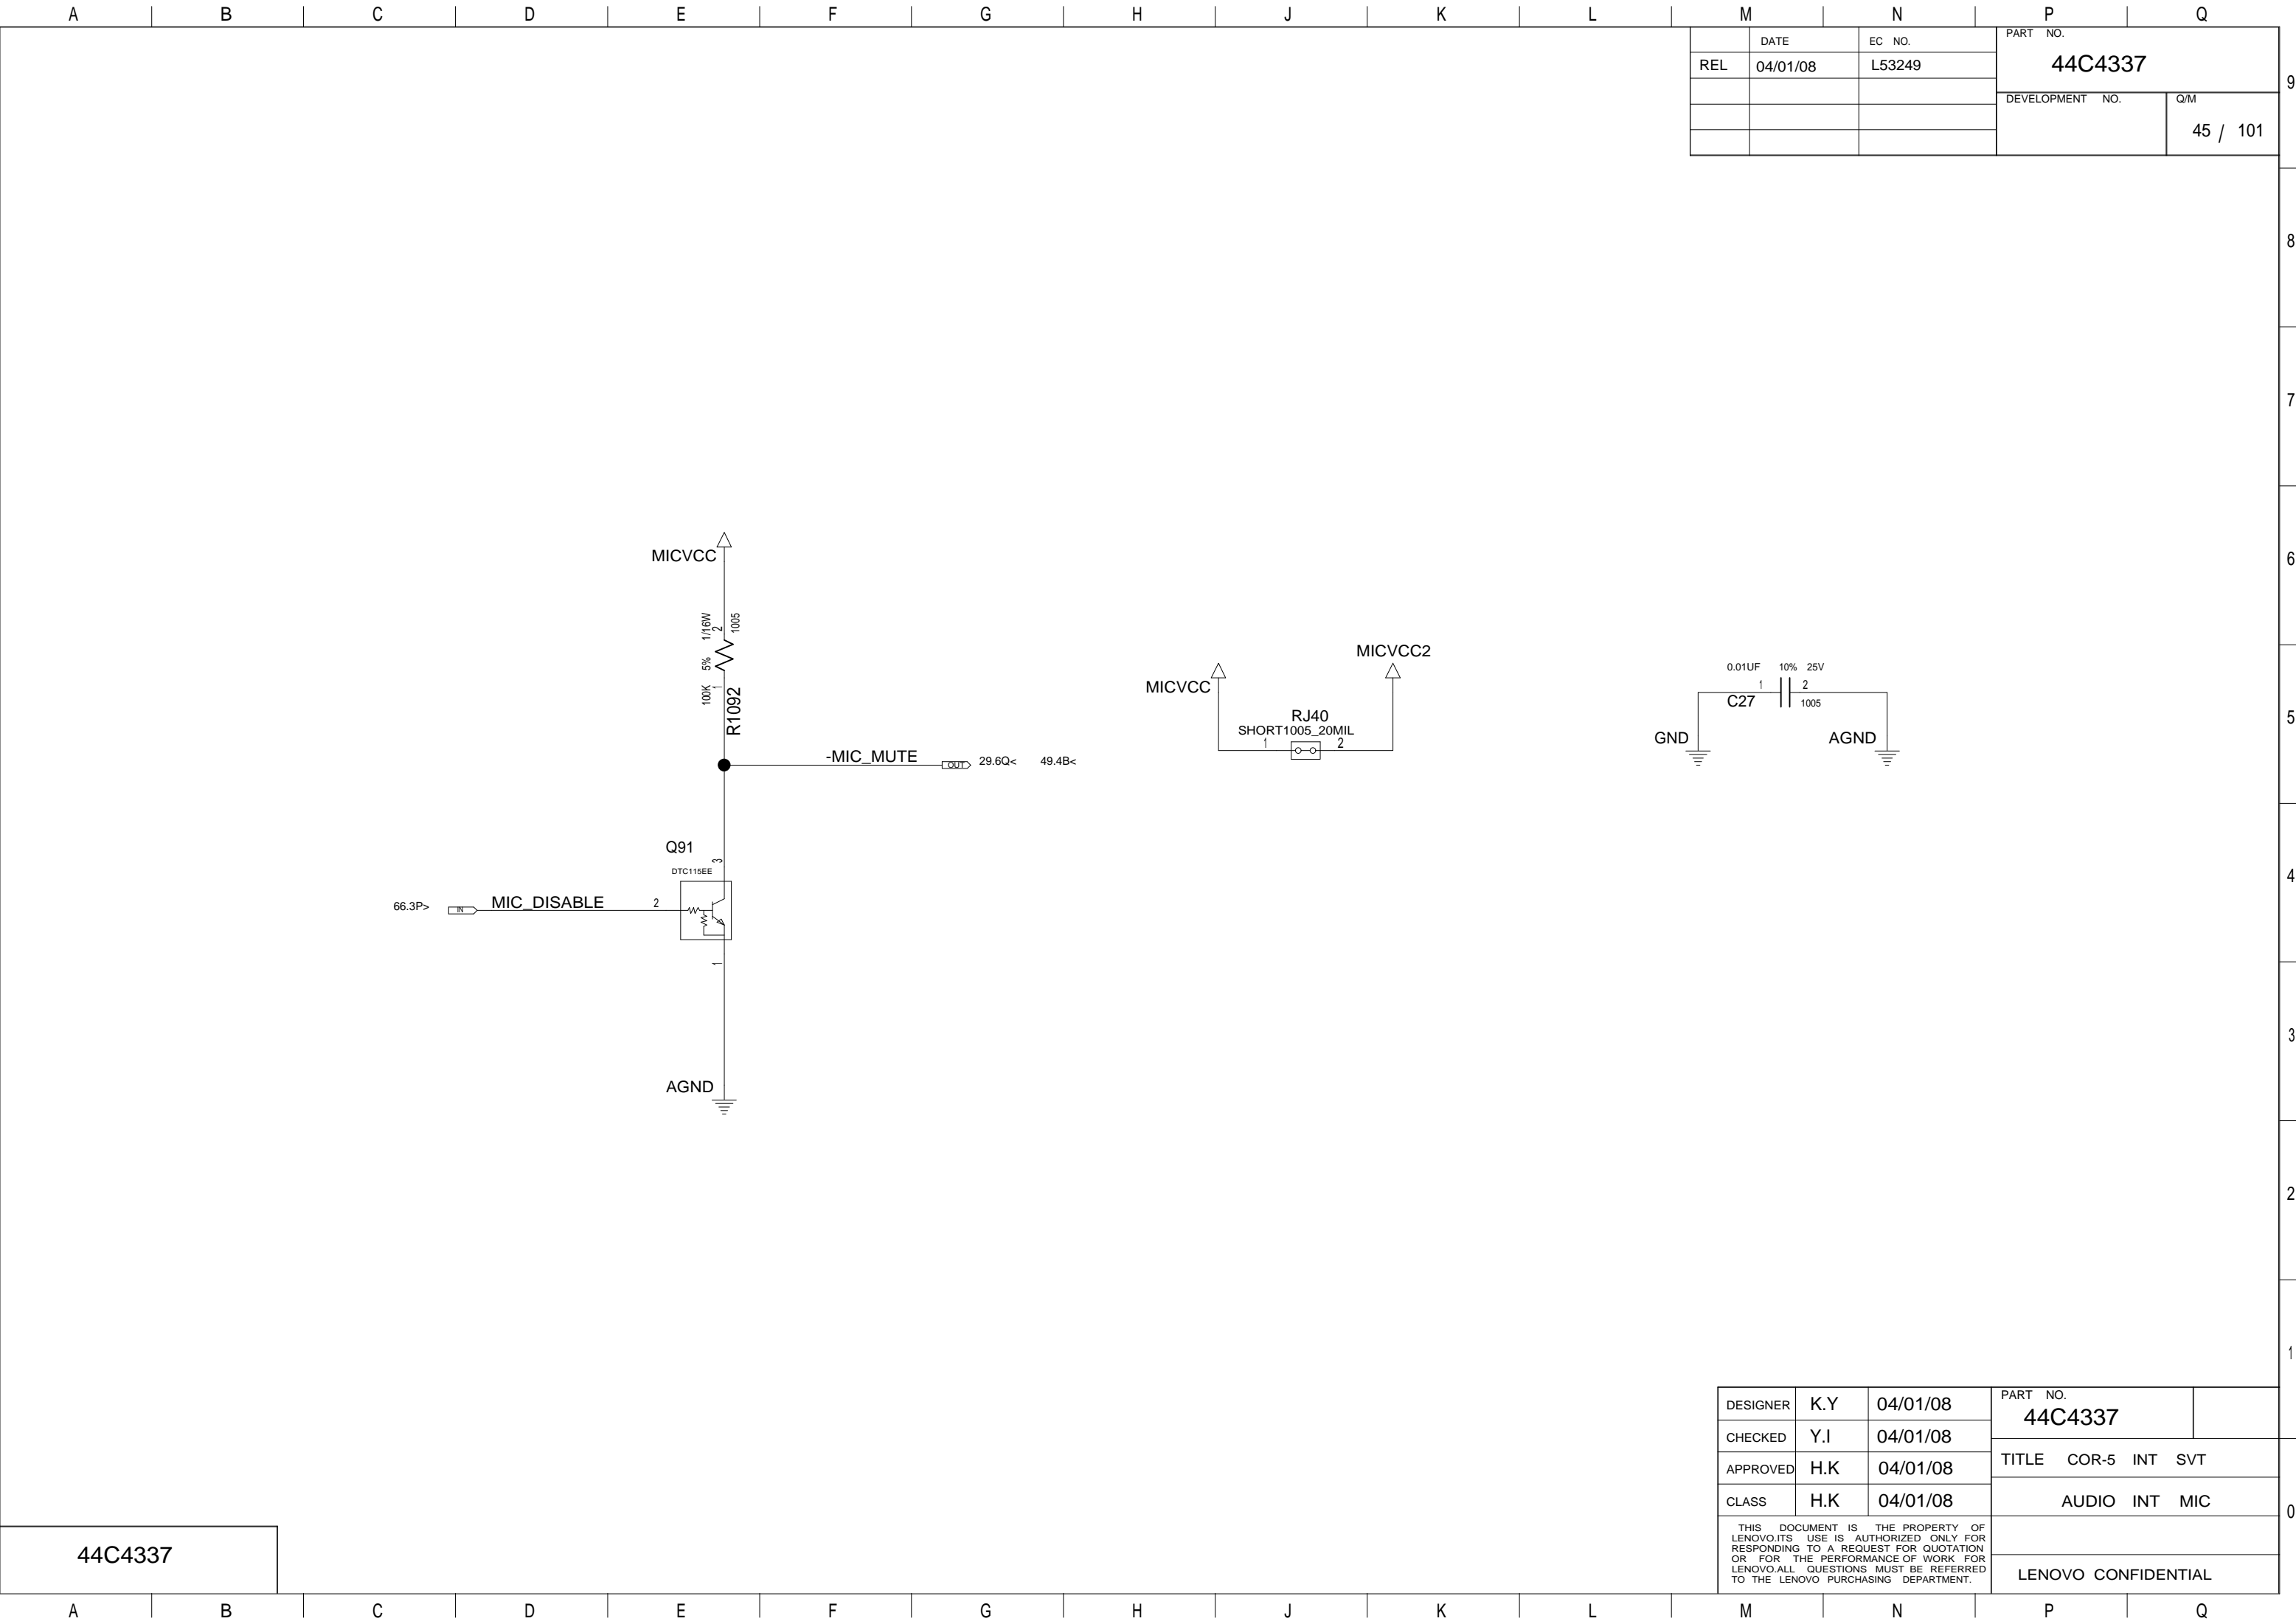 A B C D E F G H J K L M N P Q
DATE EC NO.
REL 04/01/08 L53249
PART NO.
44C4337
DEVELOPMENT NO. Q/M
45 / 101
9
8
7
6
5
4
3
2
1
0
MICVCC
100K 5% 1/16W
2
1005
1
R1092
-MIC_MUTE OUT 29.6Q< 49.4B<
Q91
DTC115EE
3
66.3P> IN MIC_DISABLE 2
1
AGND
MICVCC
MICVCC2
RJ40
SHORT1005_20MIL
1 2
0.01UF 10% 25V
1 2
C27 1005
GND AGND
DESIGNER K.Y 04/01/08
CHECKED Y.I 04/01/08
APPROVED H.K 04/01/08
CLASS H.K 04/01/08
THIS DOCUMENT IS THE PROPERTY OF
LENOVO.ITS USE IS AUTHORIZED ONLY FOR
RESPONDING TO A REQUEST FOR QUOTATION
OR FOR THE PERFORMANCE OF WORK FOR
LENOVO.ALL QUESTIONS MUST BE REFERRED
TO THE LENOVO PURCHASING DEPARTMENT.
PART NO.
44C4337
TITLE COR-5 INT SVT
AUDIO INT MIC
LENOVO CONFIDENTIAL
44C4337
A B C D E F G H J K L M N P Q